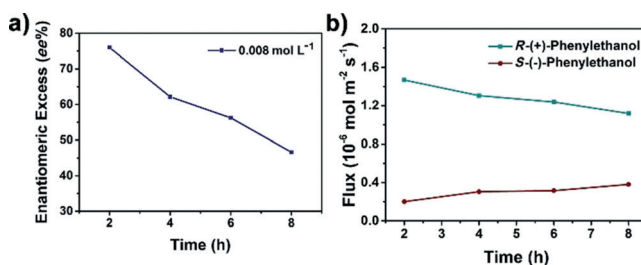 a)
0.008 mol L⁻¹
Enantiomeric Excess (ee%)
80
70
60
50
40
30
2 4 6 8
Time (h)
b)
R-(+)-Phenylethanol
S-(-)-Phenylethanol
Flux (10⁻⁶ mol m⁻² s⁻¹)
2.0
1.6
1.2
0.8
0.4
0.0
2 3 4 5 6 7 8
Time (h)